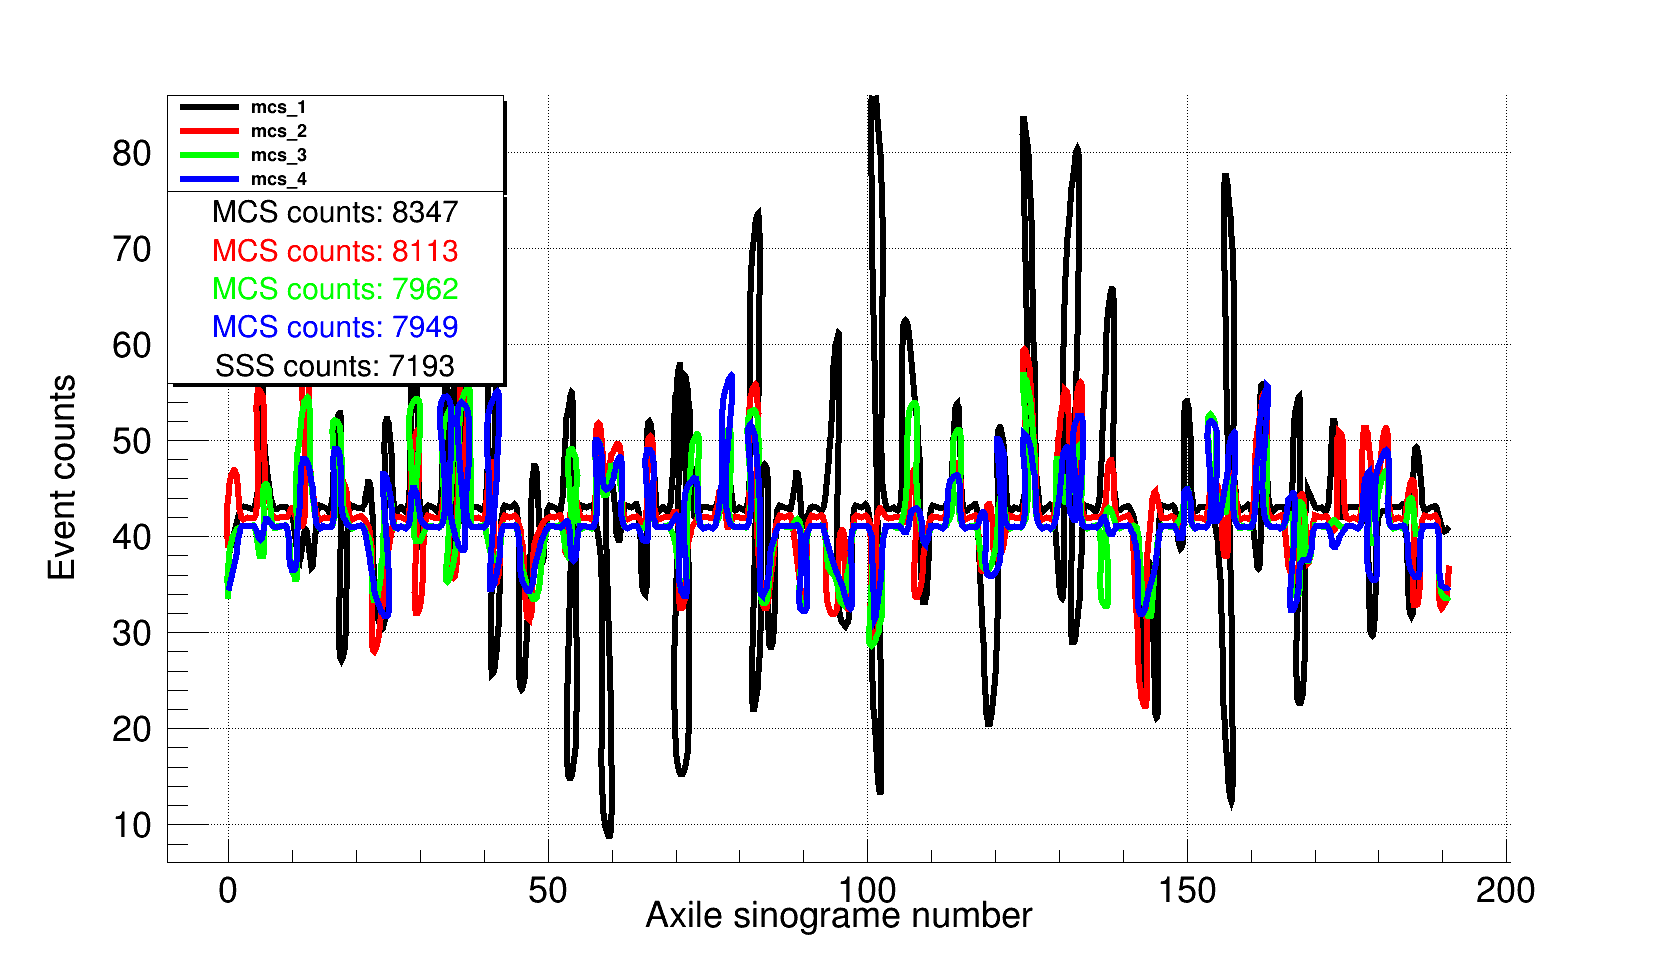 mcs_1
mcs_2
mcs_3
mcs_4
MCS counts: 8347
MCS counts: 8113
MCS counts: 7962
MCS counts: 7949
SSS counts: 7193
80
70
60
50
40
30
20
10
Event counts
0 50 100 150 200
Axile sinograme number